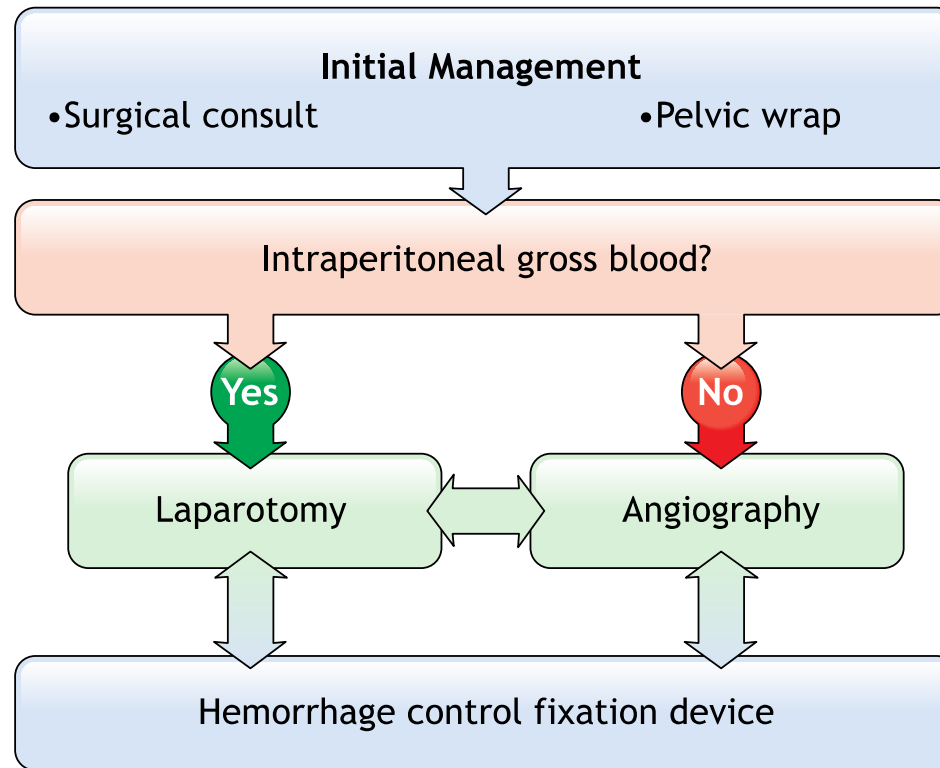 Initial Management
•Surgical consult •Pelvic wrap
Intraperitoneal gross blood?
Yes No
Laparotomy Angiography
Hemorrhage control fixation device